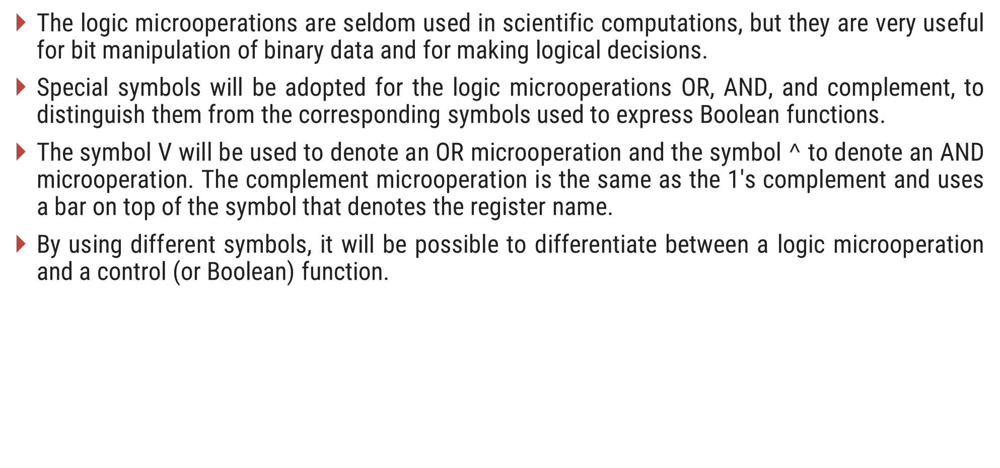 The logic microoperations are seldom used in scientific computations, but they are very useful
for bit manipulation of binary data and for making logical decisions.
Special symbols will be adopted for the logic microoperations OR, AND, and complement, to
distinguish them from the corresponding symbols used to express Boolean functions.
The symbol V will be used to denote an OR microoperation and the symbol ^ to denote an AND
microoperation. The complement microoperation is the same as the 1's complement and uses
a bar on top of the symbol that denotes the register name.
By using different symbols, it will be possible to differentiate between a logic microoperation
and a control (or Boolean) function.